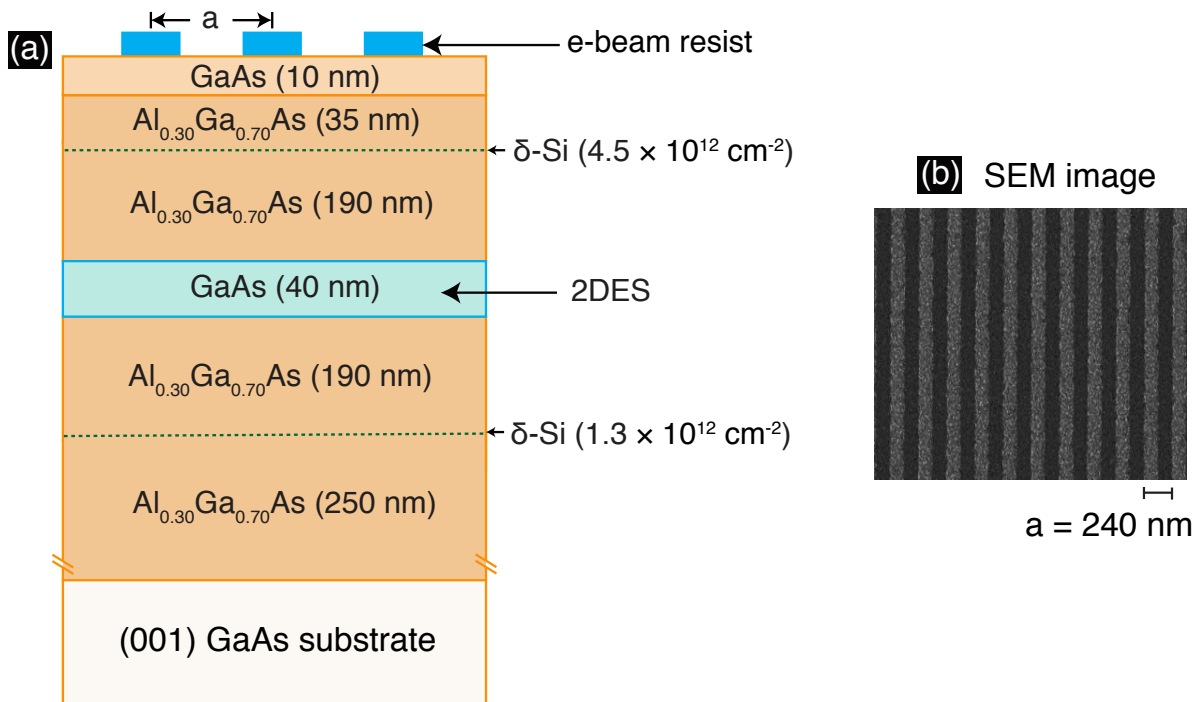 (a)
a
e-beam resist
GaAs (10 nm)
Al₀.₃₀Ga₀.₇₀As (35 nm)
δ-Si (4.5 × 10¹² cm⁻²)
Al₀.₃₀Ga₀.₇₀As (190 nm)
GaAs (40 nm)
2DES
Al₀.₃₀Ga₀.₇₀As (190 nm)
δ-Si (1.3 × 10¹² cm⁻²)
Al₀.₃₀Ga₀.₇₀As (250 nm)
(001) GaAs substrate
(b) SEM image
a = 240 nm